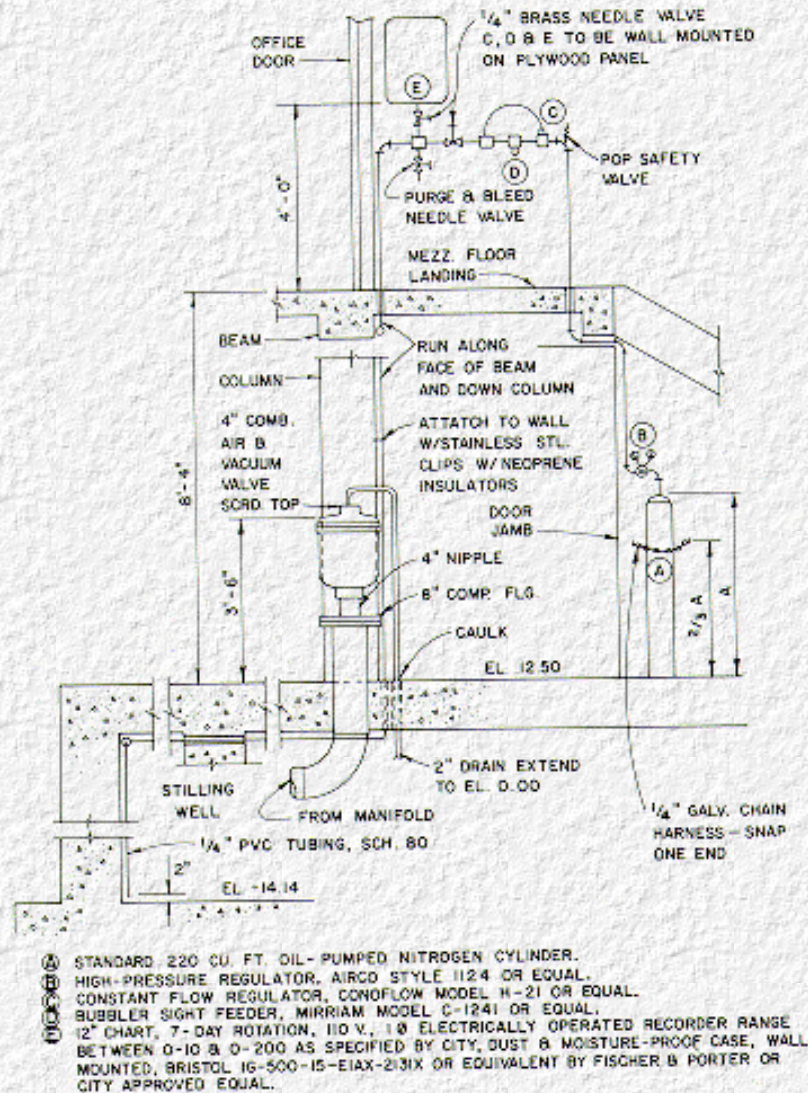 1/4" BRASS NEEDLE VALVE
C, D & E TO BE WALL MOUNTED
ON PLYWOOD PANEL
OFFICE
DOOR
E
C
D
POP SAFETY
VALVE
PURGE & BLEED
NEEDLE VALVE
4'-0"
MEZZ. FLOOR
LANDING
BEAM
RUN ALONG
FACE OF BEAM
AND DOWN COLUMN
COLUMN
4" COMB.
AIR &
VACUUM
VALVE
SCRD. TOP
ATTATCH TO WALL
W/STAINLESS STL.
CLIPS W/ NEOPRENE
INSULATORS
B
8'-4"
DOOR
JAMB
4" NIPPLE
A
3'-6"
8" COMP. FLG.
2/3 A
A
CAULK
EL. 12.50
2" DRAIN EXTEND
TO EL. 0.00
STILLING
WELL
FROM MANIFOLD
1/4" GALV. CHAIN
HARNESS - SNAP
ONE END
1/4" PVC TUBING, SCH. 80
2"
EL -14.14
A STANDARD 220 CU. FT. OIL-PUMPED NITROGEN CYLINDER.
B HIGH-PRESSURE REGULATOR, AIRCO STYLE 1124 OR EQUAL.
C CONSTANT FLOW REGULATOR, CONOFLOW MODEL H-21 OR EQUAL.
D BUBBLER SIGHT FEEDER, MIRRIAM MODEL C-1241 OR EQUAL.
E 12" CHART, 7-DAY ROTATION, 110 V., 1 Ø ELECTRICALLY OPERATED RECORDER RANGE
BETWEEN 0-10 & 0-200 AS SPECIFIED BY CITY, DUST & MOISTURE-PROOF CASE, WALL
MOUNTED, BRISTOL 1G-500-15-E1AX-2131X OR EQUIVALENT BY FISCHER & PORTER OR
CITY APPROVED EQUAL.